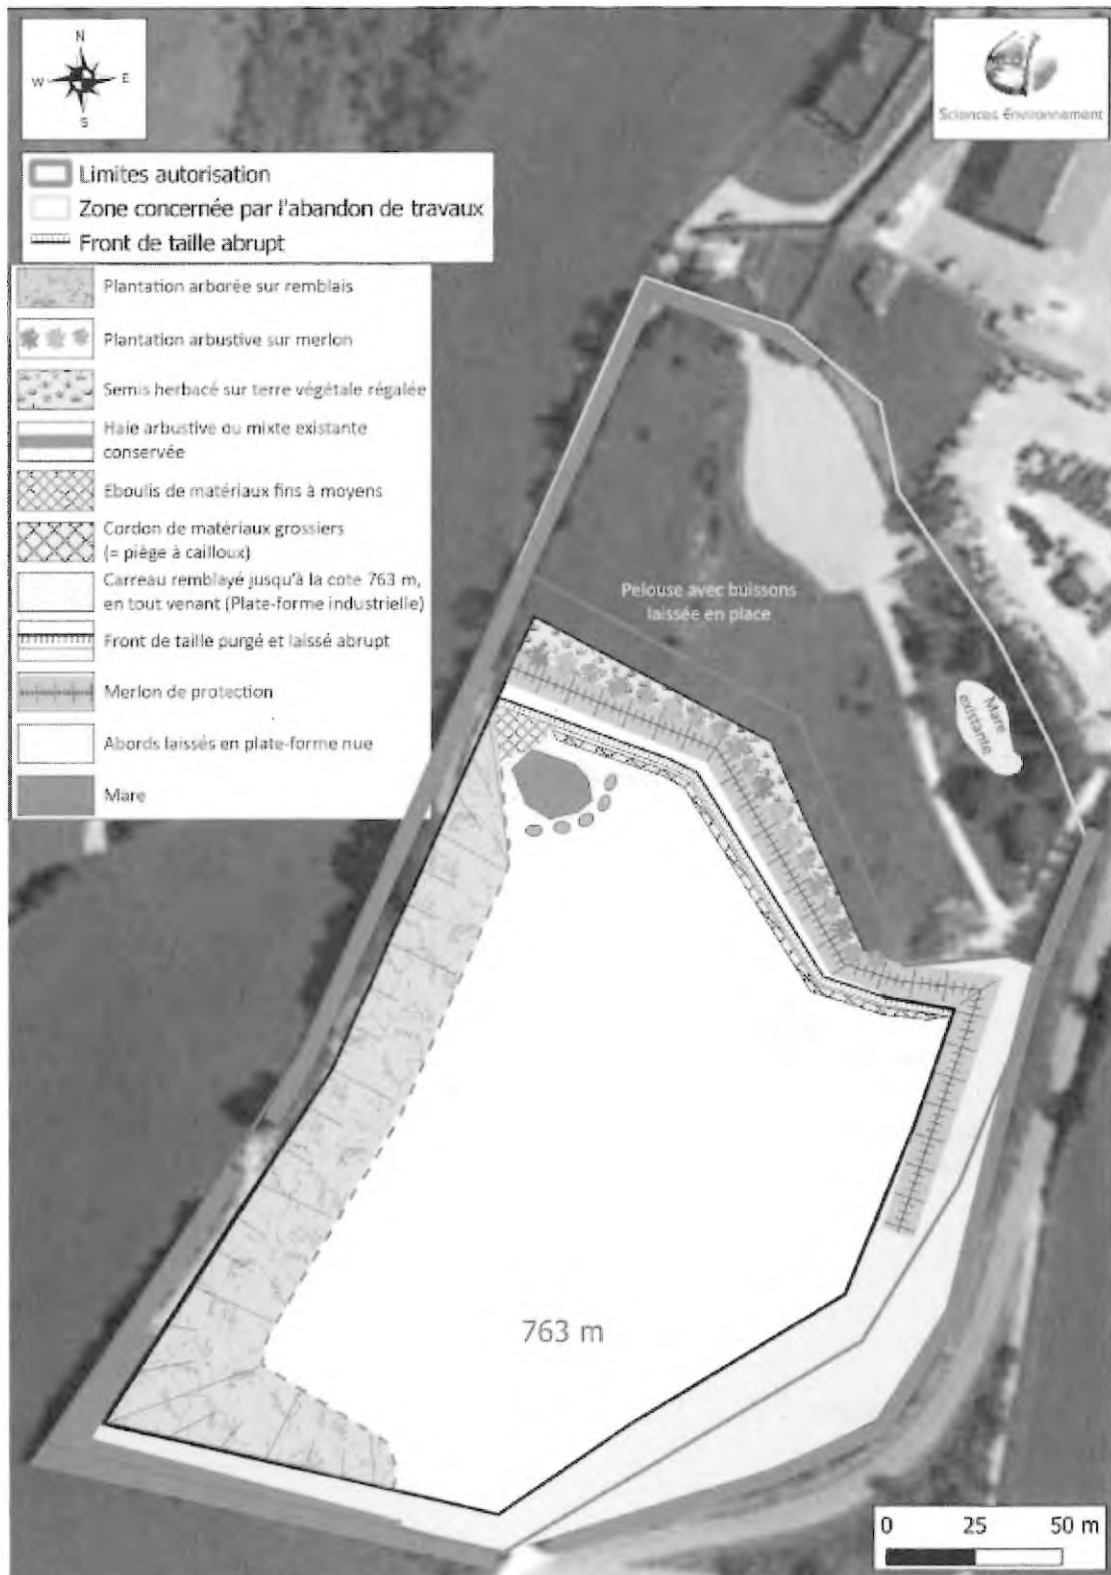 N
W E
S
Sciences Environnement
Limites autorisation
Zone concernée par l'abandon de travaux
Front de taille abrupt
Plantation arborée sur remblais
Plantation arbustive sur merlon
Semis herbacé sur terre végétale régalée
Haie arbustive ou mixte existante
conservée
Eboulis de matériaux fins à moyens
Cordon de matériaux grossiers
(= piège à cailloux)
Carreau remblayé jusqu'à la cote 763 m,
en tout venant (Plate-forme industrielle)
Front de taille purgé et laissé abrupt
Merlon de protection
Abords laissés en plate-forme nue
Mare
Pelouse avec buissons
laissée en place
Mare
existante
763 m
0 25 50 m